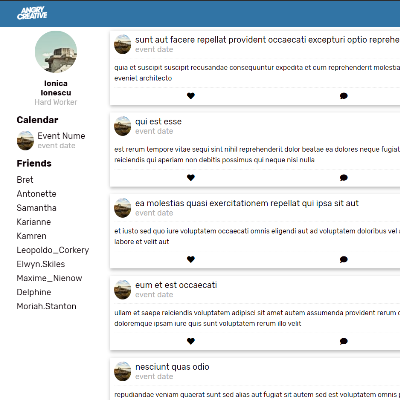 ANGRY
CREATIVE
Ionica
Ionescu
Hard Worker
Calendar
Event Nume
event date
Friends
Bret
Antonette
Samantha
Karianne
Kamren
Leopoldo_Corkery
Elwyn.Skiles
Maxime_Nienow
Delphine
Moriah.Stanton
sunt aut facere repellat provident occaecati excepturi optio reprehe
event date
quia et suscipit suscipit recusandae consequuntur expedita et cum reprehenderit molestia
eveniet architecto
qui est esse
event date
est rerum tempore vitae sequi sint nihil reprehenderit dolor beatae ea dolores neque fugiat
reiciendis qui aperiam non debitis possimus qui neque nisi nulla
ea molestias quasi exercitationem repellat qui ipsa sit aut
event date
et iusto sed quo iure voluptatem occaecati omnis eligendi aut ad voluptatem doloribus vel
labore et velit aut
eum et est occaecati
event date
ullam et saepe reiciendis voluptatem adipisci sit amet autem assumenda provident rerum
doloremque ipsam iure quis sunt voluptatem rerum illo velit
nesciunt quas odio
event date
repudiandae veniam quaerat sunt sed alias aut fugiat sit autem sed est voluptatem omnis